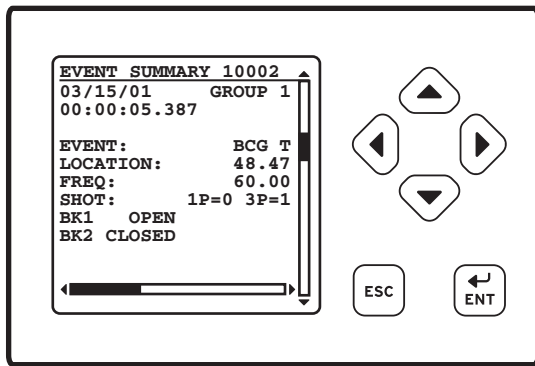 EVENT SUMMARY 10002
03/15/01 GROUP 1
00:00:05.387
EVENT: BCG T
LOCATION: 48.47
FREQ: 60.00
SHOT: 1P=0 3P=1
BK1 OPEN
BK2 CLOSED
ESC
ENT